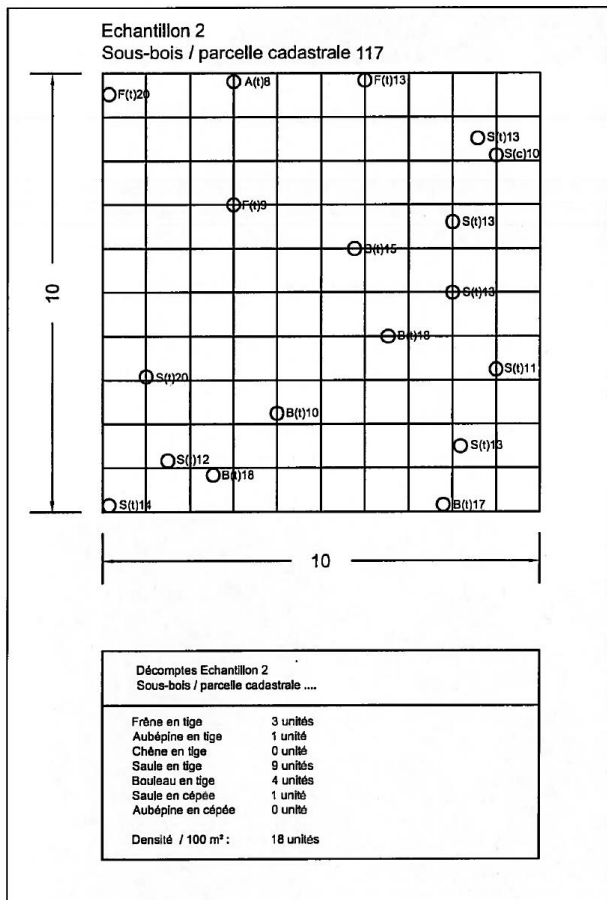 Echantillon 2
Sous-bois / parcelle cadastrale 117
F(t)20
A(t)8
F(t)13
S(t)13
S(c)10
F(t)9
S(t)13
B(t)15
10
S(t)13
B(t)18
S(t)11
S(t)20
B(t)10
S(t)13
S(t)12
B(t)18
S(t)14
B(t)17
10
Décomptes Echantillon 2
Sous-bois / parcelle cadastrale ....
Frêne en tige 3 unités
Aubépine en tige 1 unité
Chêne en tige 0 unité
Saule en tige 9 unités
Bouleau en tige 4 unités
Saule en cépée 1 unité
Aubépine en cépée 0 unité
Densité / 100 m² : 18 unités